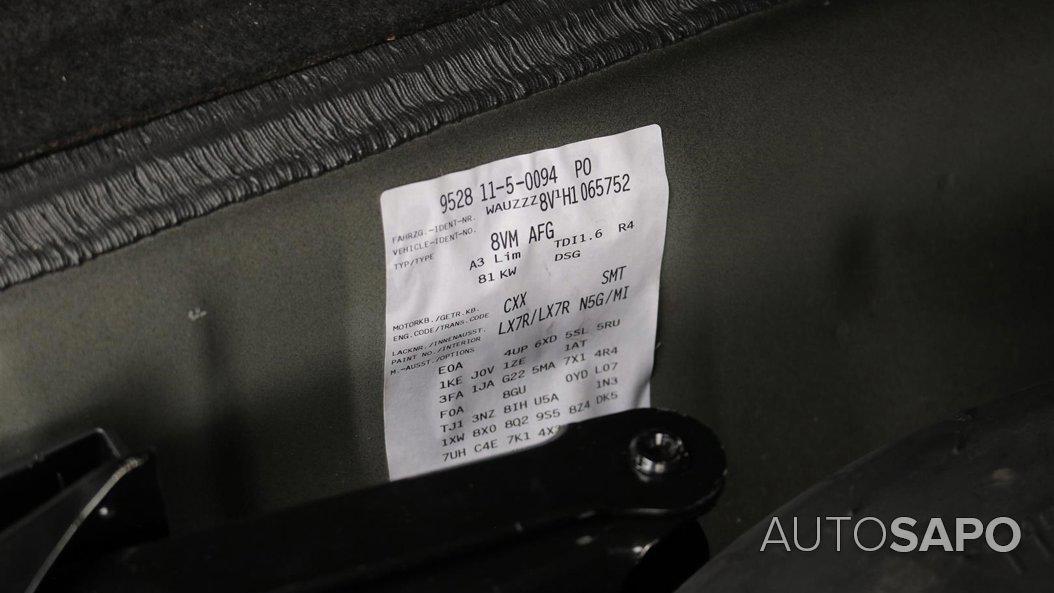 9528 11-5-0094 PO
FAHRZG.-IDENT-NR. WAUZZZ8V¹H1065752
VEHICLE-IDENT-NO.
TYP/TYPE 8VM AFG
A3 Lim TDI1.6 R4
81 KW DSG
MOTORKB./GETR.KB. CXX SMT
ENG.CODE/TRANS.CODE
LACKNR./INNENAUSST. LX7R/LX7R N5G/MI
PAINT NO./INTERIOR
M.-AUSST./OPTIONS
E0A 4UP 6XD 5SL 5RU
1KE J0V 1ZE 1AT
3FA 1JA G22 5MA 7X1 4R4
F0A 8GU 0YD L07
TJ1 3NZ 8IH U5A 1N3
1XW 8X0 8Q2 9S5 8Z4 DK5
7UH C4E 7K1
AUTOSAPO